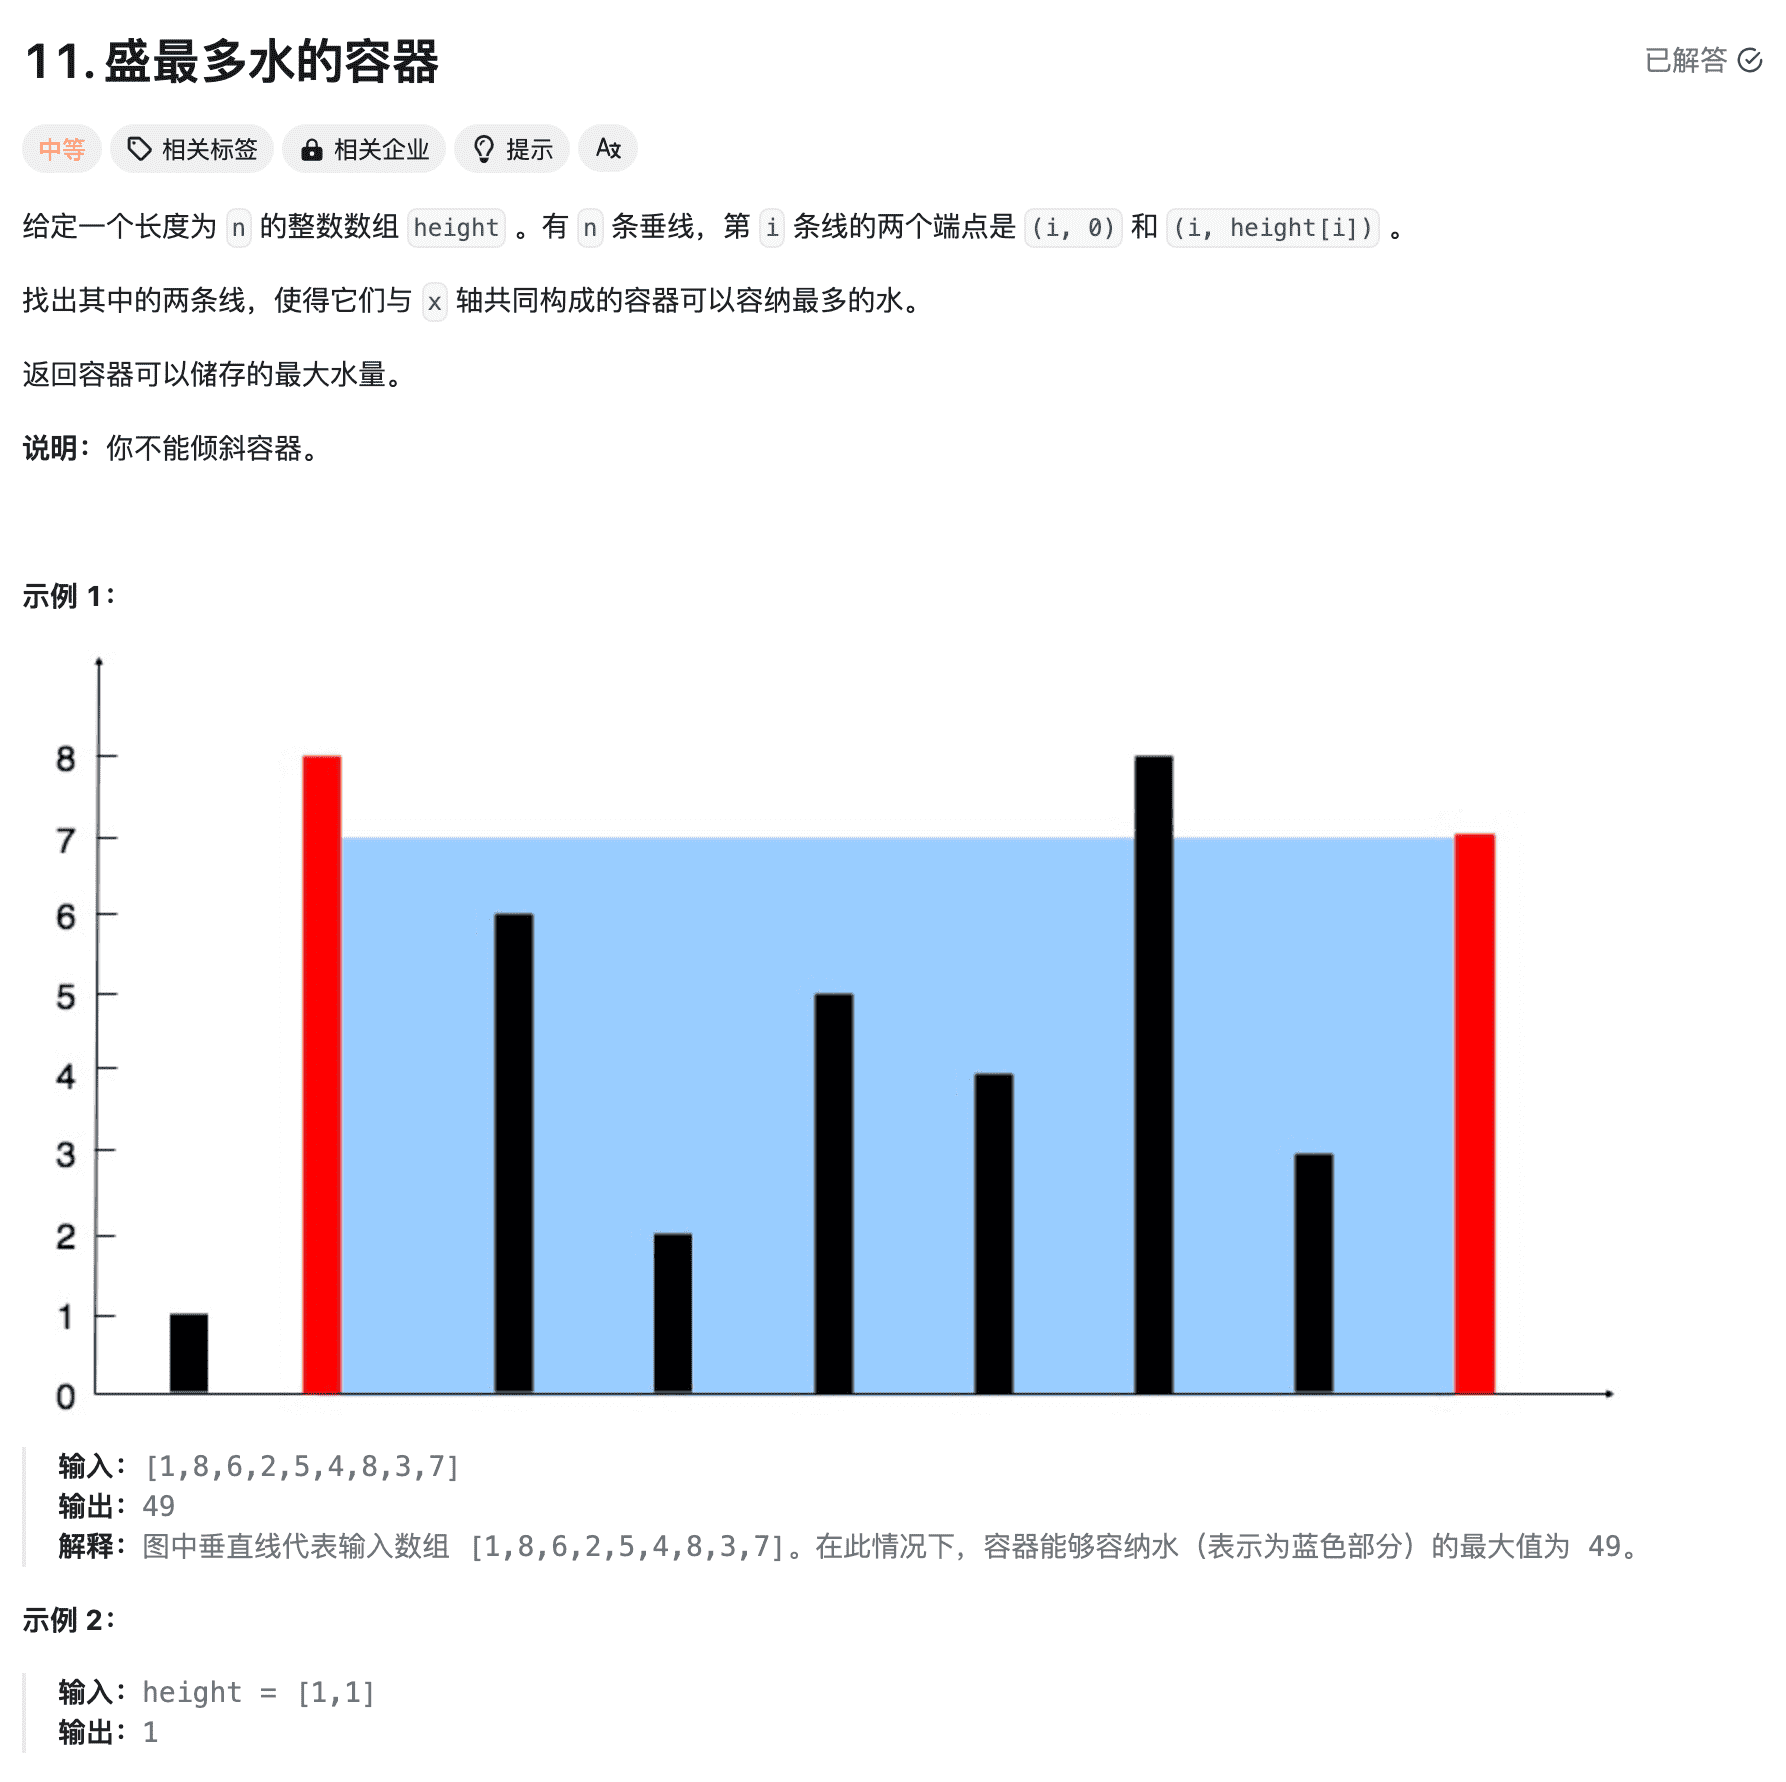 11. 盛最多水的容器
已解答
中等 相关标签 相关企业 提示
给定一个长度为 n 的整数数组 height 。有 n 条垂线，第 i 条线的两个端点是 (i, 0) 和 (i, height[i]) 。
找出其中的两条线，使得它们与 x 轴共同构成的容器可以容纳最多的水。
返回容器可以储存的最大水量。
说明：你不能倾斜容器。
示例 1：
8
7
6
5
4
3
2
1
0
输入：[1,8,6,2,5,4,8,3,7]
输出：49
解释：图中垂直线代表输入数组 [1,8,6,2,5,4,8,3,7]。在此情况下，容器能够容纳水（表示为蓝色部分）的最大值为 49。
示例 2：
输入：height = [1,1]
输出：1